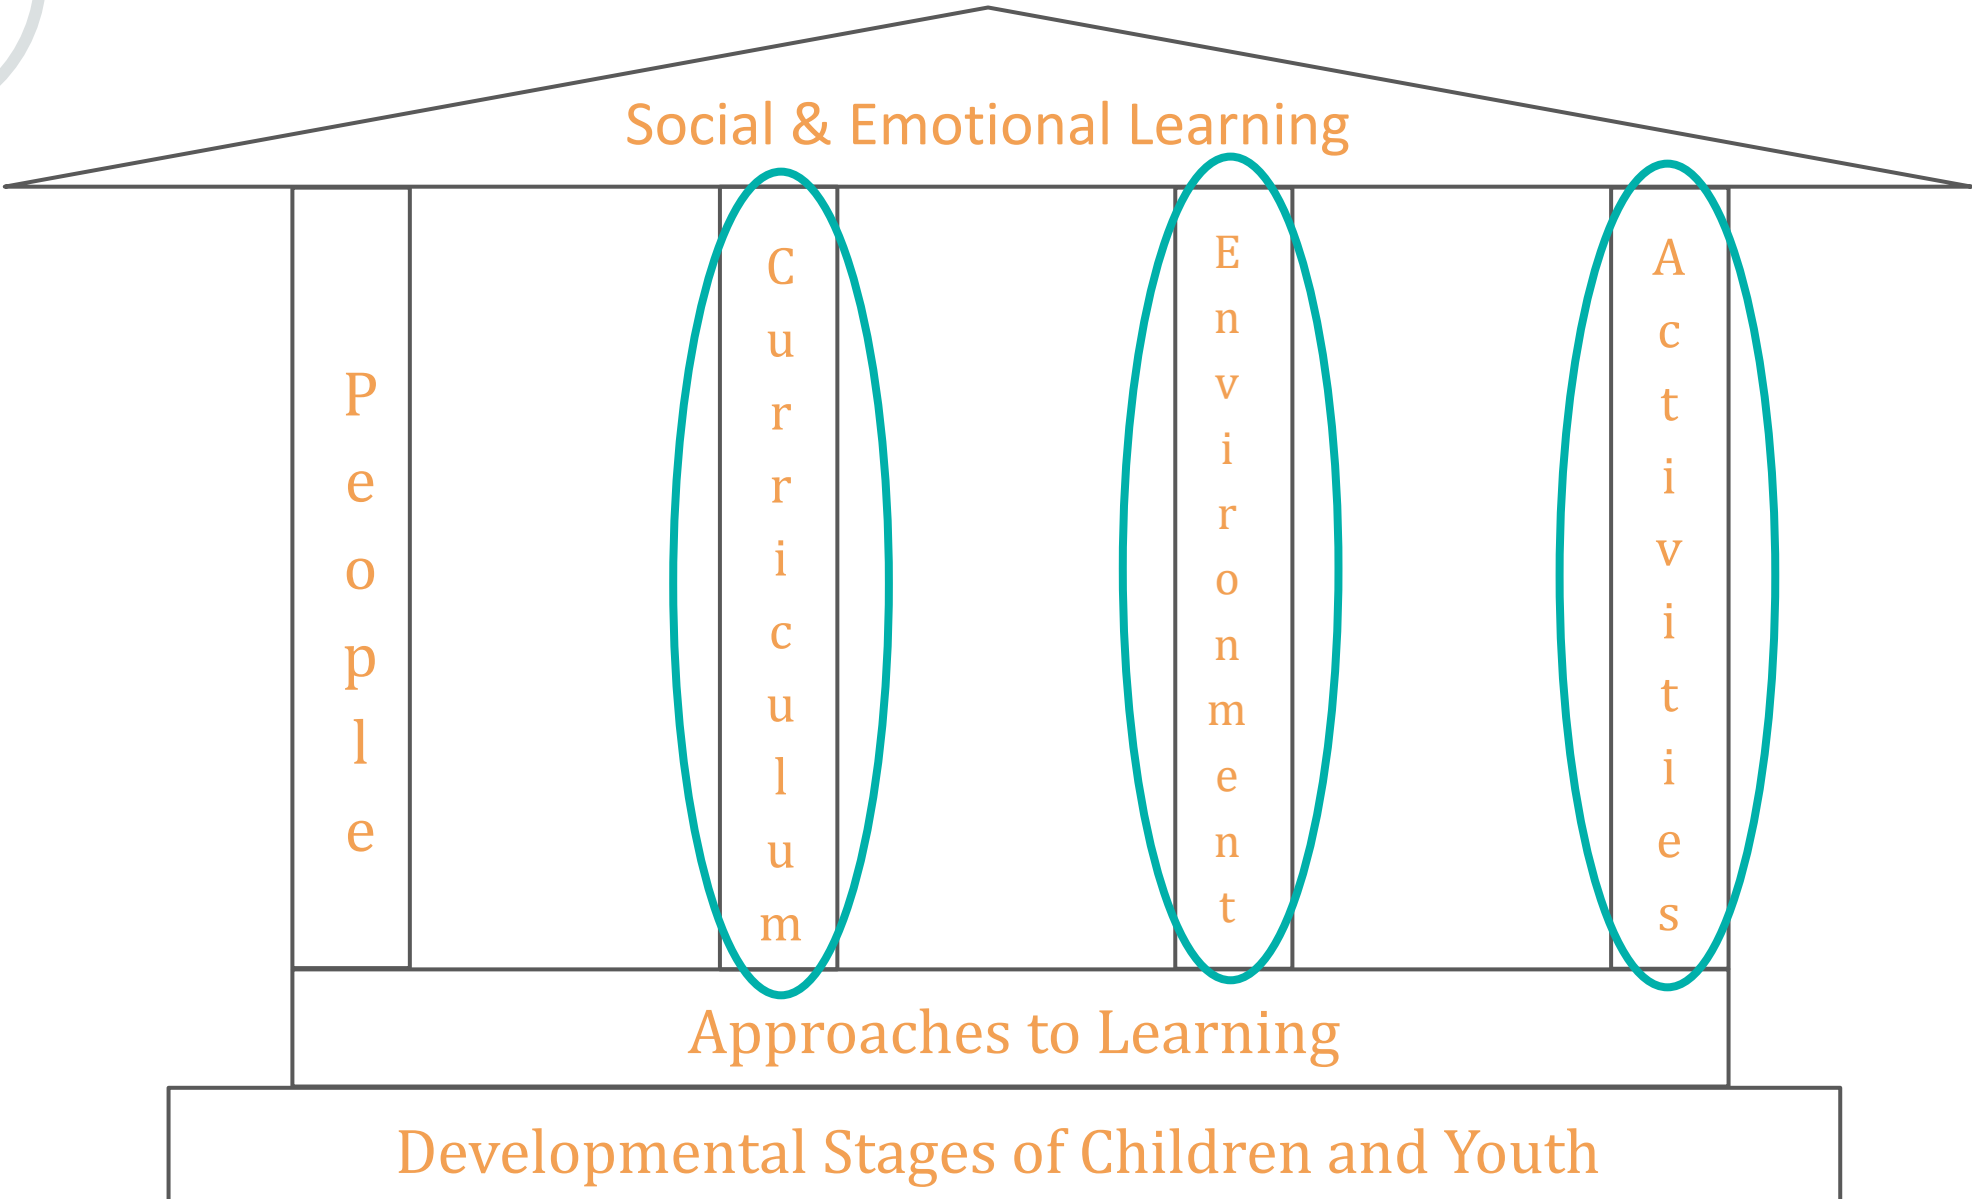 Social & Emotional Learning
People
Curriculum
Environment
Activities
Approaches to Learning
Developmental Stages of Children and Youth